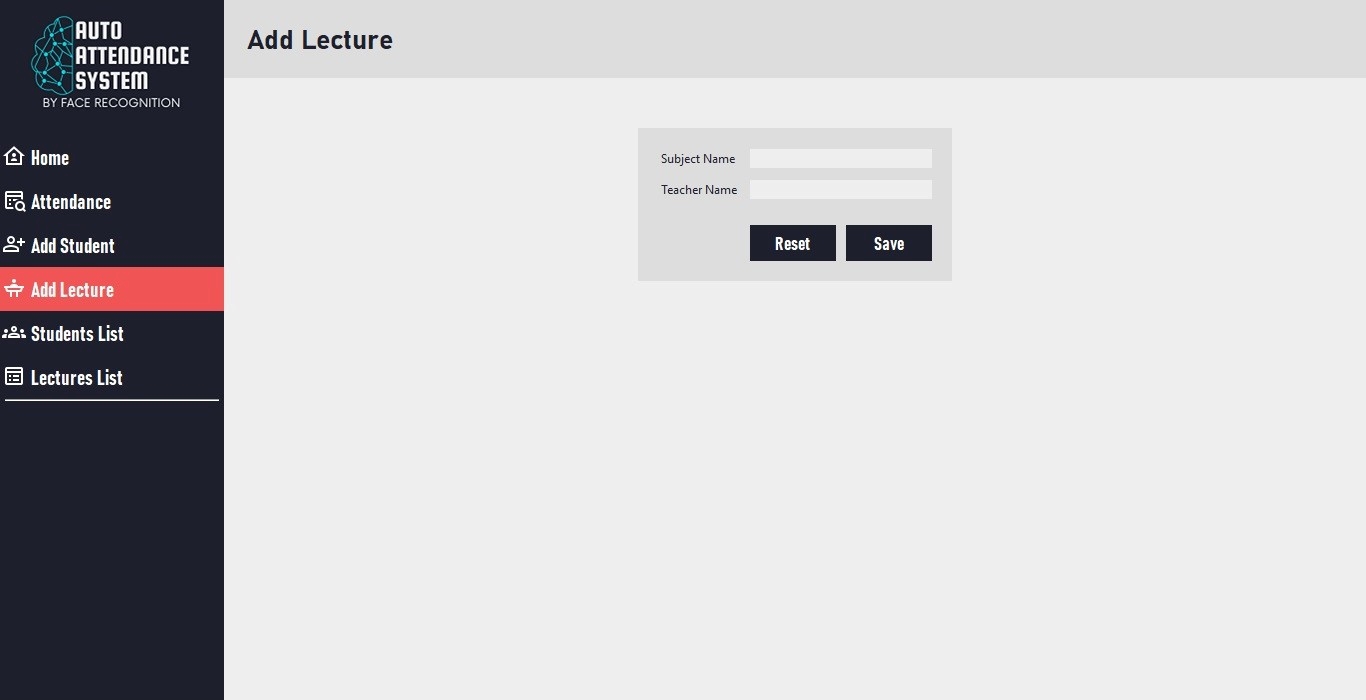 AUTO
ATTENDANCE
SYSTEM
BY FACE RECOGNITION
Home
Attendance
Add Student
Add Lecture
Students List
Lectures List
Add Lecture
Subject Name
Teacher Name
Reset Save